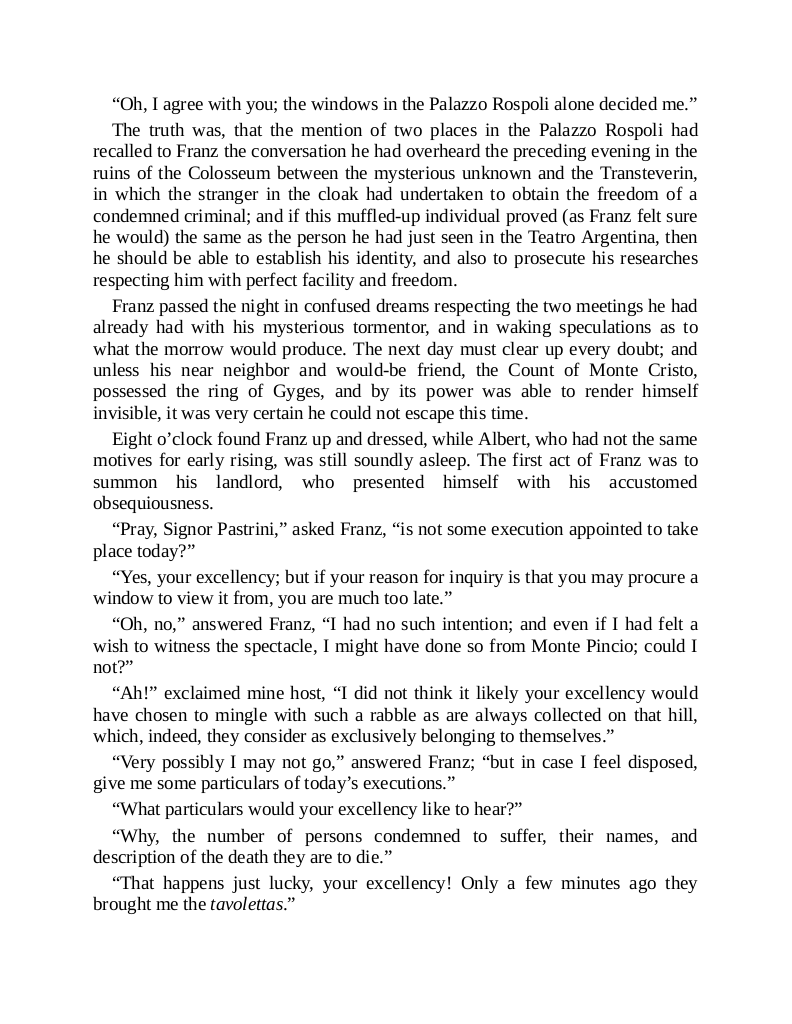 “Oh, I agree with you; the windows in the Palazzo Rospoli alone decided me.”
The truth was, that the mention of two places in the Palazzo Rospoli had
recalled to Franz the conversation he had overheard the preceding evening in the
ruins of the Colosseum between the mysterious unknown and the Transteverin,
in which the stranger in the cloak had undertaken to obtain the freedom of a
condemned criminal; and if this muffled-up individual proved (as Franz felt sure
he would) the same as the person he had just seen in the Teatro Argentina, then
he should be able to establish his identity, and also to prosecute his researches
respecting him with perfect facility and freedom.
Franz passed the night in confused dreams respecting the two meetings he had
already had with his mysterious tormentor, and in waking speculations as to
what the morrow would produce. The next day must clear up every doubt; and
unless his near neighbor and would-be friend, the Count of Monte Cristo,
possessed the ring of Gyges, and by its power was able to render himself
invisible, it was very certain he could not escape this time.
Eight o’clock found Franz up and dressed, while Albert, who had not the same
motives for early rising, was still soundly asleep. The first act of Franz was to
summon his landlord, who presented himself with his accustomed
obsequiousness.
“Pray, Signor Pastrini,” asked Franz, “is not some execution appointed to take
place today?”
“Yes, your excellency; but if your reason for inquiry is that you may procure a
window to view it from, you are much too late.”
“Oh, no,” answered Franz, “I had no such intention; and even if I had felt a
wish to witness the spectacle, I might have done so from Monte Pincio; could I
not?”
“Ah!” exclaimed mine host, “I did not think it likely your excellency would
have chosen to mingle with such a rabble as are always collected on that hill,
which, indeed, they consider as exclusively belonging to themselves.”
“Very possibly I may not go,” answered Franz; “but in case I feel disposed,
give me some particulars of today’s executions.”
“What particulars would your excellency like to hear?”
“Why, the number of persons condemned to suffer, their names, and
description of the death they are to die.”
“That happens just lucky, your excellency! Only a few minutes ago they
brought me the tavolettas.”